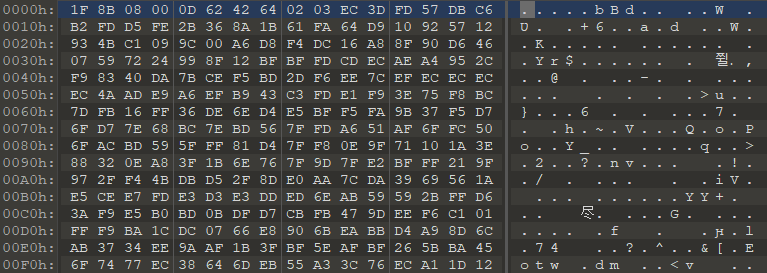 0000h: 1F 8B 08 00 0D 62 42 64 02 03 EC 3D FD 57 DB C6 .....bBd.....W..
0010h: B2 FD D5 FE 2B 36 8A 1B 61 FA 64 D9 10 92 57 12
0020h: 93 4B C1 09 9C 00 A6 D8 F4 DC 16 A8 8F 90 D6 46
0030h: 07 59 72 24 99 8F 12 BF BF FD CD EC AE A4 95 2C
0040h: F9 83 40 DA 7B CE F5 BD 2D F6 EE 7C EF EC EC EC
0050h: EC 4A AD E9 A6 EF B9 43 C3 FD E1 F9 3E 75 F8 BC
0060h: 7D FB 16 FF 36 DE 6E D4 E5 BF F5 FA 9B 37 F5 D7
0070h: 6F D7 7E 68 BC 7E BD 56 7F FD A6 51 AF 6F FC 50
0080h: 6F AC BD 59 5F FF 81 D4 7F F8 0E 9F 71 10 1A 3E
0090h: 88 32 0E A8 3F 1B 6E 76 7F 9D 7F E2 BF FF 21 9F
00A0h: 97 2F F4 4B DB D5 2F 8D E0 AA 7C DA 39 69 56 1A
00B0h: E5 CE E7 FD E3 D3 E3 DD ED 6E AB 59 59 2B FF D6
00C0h: 3A F9 E5 B0 BD 0B DF D7 CB FB 47 9D EE F6 C1 01
00D0h: FF F9 BA 1C DC 07 66 E8 90 6B EA BD D4 A9 8D 6C
00E0h: AB 37 34 EE 9A AF 1B 3F BF 5E AF BF 26 5B BA 45
00F0h: 6F 74 77 EC 38 64 6D EB 55 A3 3C 76 EC A1 1D 12